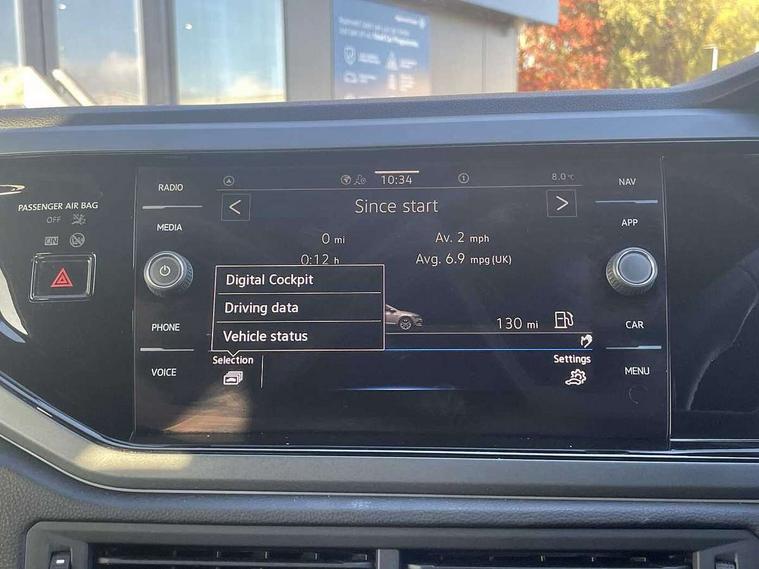 RADIO
10:34
8.0°C
NAV
PASSENGER AIR BAG
OFF
ON
MEDIA
Since start
APP
0 mi
Av. 2 mph
0:12 h
Avg. 6.9 mpg (UK)
Digital Cockpit
Driving data
Vehicle status
130 mi
PHONE
CAR
VOICE
Selection
Settings
MENU